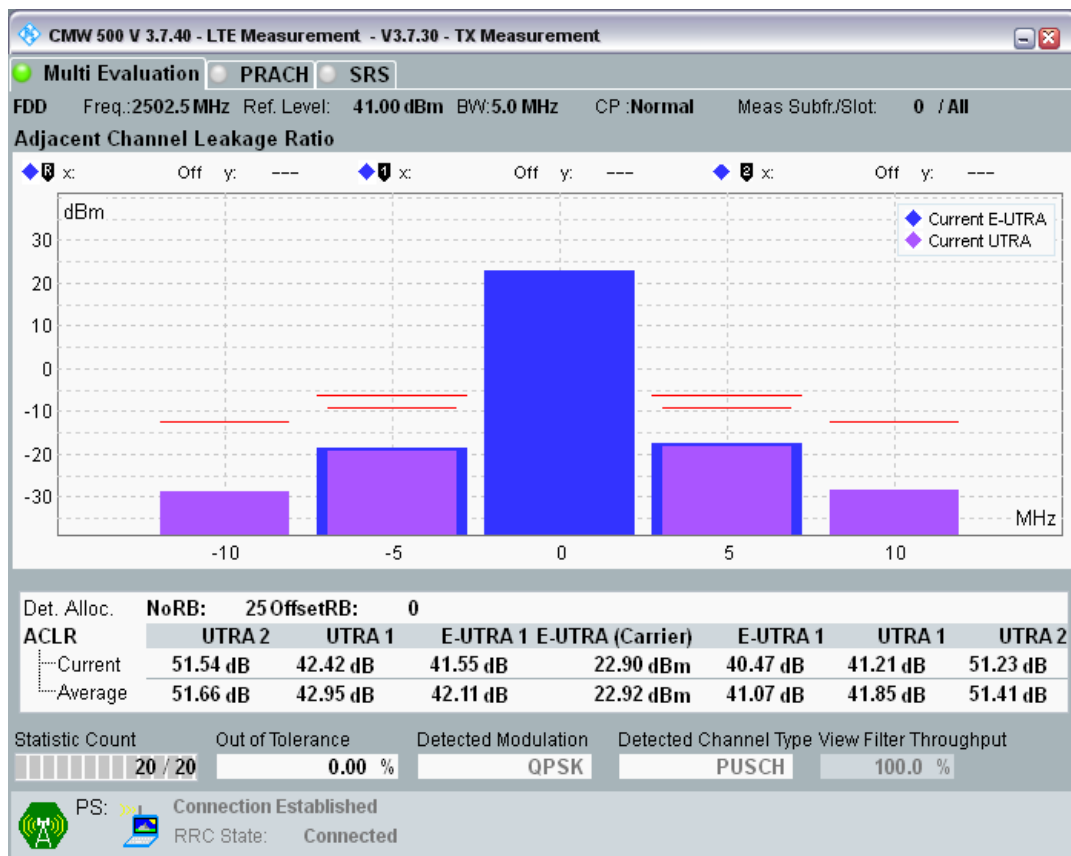 CMW 500 V 3.7.40 - LTE Measurement - V3.7.30 - TX Measurement
Multi Evaluation PRACH SRS
FDD Freq.:2502.5 MHz Ref. Level: 41.00 dBm BW:5.0 MHz CP :Normal Meas Subfr./Slot: 0 / All
Adjacent Channel Leakage Ratio
R x: Off y: --- 1 x: Off y: --- 2 x: Off y: ---
dBm
Current E-UTRA
Current UTRA
30
20
10
0
-10
-20
-30
MHz
-10 -5 0 5 10
Det. Alloc. NoRB: 25 OffsetRB: 0
ACLR UTRA 2 UTRA 1 E-UTRA 1 E-UTRA (Carrier) E-UTRA 1 UTRA 1 UTRA 2
Current 51.54 dB 42.42 dB 41.55 dB 22.90 dBm 40.47 dB 41.21 dB 51.23 dB
Average 51.66 dB 42.95 dB 42.11 dB 22.92 dBm 41.07 dB 41.85 dB 51.41 dB
Statistic Count Out of Tolerance Detected Modulation Detected Channel Type View Filter Throughput
20 / 20 0.00 % QPSK PUSCH 100.0 %
PS: Connection Established
RRC State: Connected